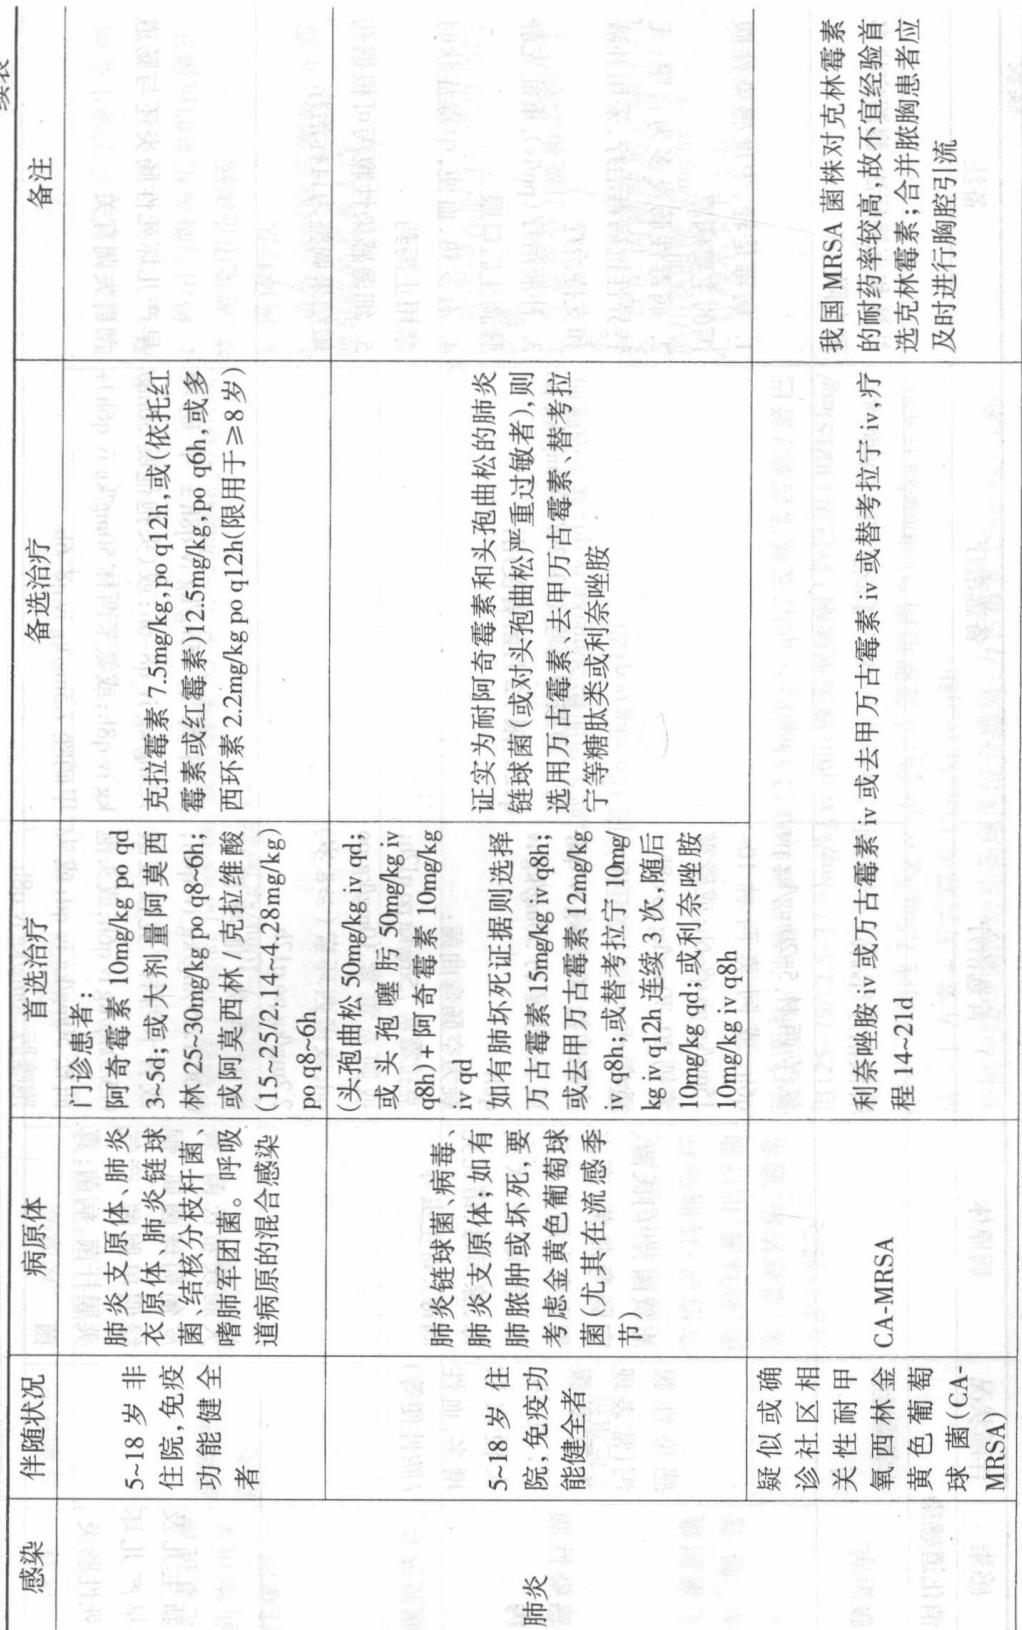 续表
感染
伴随状况
病原体
首选治疗
备选治疗
备注
肺炎
5~18 岁 非
住院,免疫
功能健全
者
肺炎支原体、肺炎
衣原体、肺炎链球
菌、结核分枝杆菌、
嗜肺军团菌。呼吸
道病原的混合感染
门诊患者:
阿奇霉素 10mg/kg po qd
3~5d; 或大剂量阿莫西
林 25~30mg/kg po q8~6h;
或阿莫西林 / 克拉维酸
(15~25/2.14~4.28mg/kg)
po q8~6h
克拉霉素 7.5mg/kg,po q12h,或(依托红
霉素或红霉素)12.5mg/kg,po q6h,或多
西环素 2.2mg/kg po q12h(限用于≥8岁)
5~18 岁 住
院,免疫功
能健全者
肺炎链球菌、病毒、
肺炎支原体;如有
肺脓肿或坏死,要
考虑金黄色葡萄球
菌(尤其在流感季
节)
(头孢曲松 50mg/kg iv qd;
或 头 孢 噻 肟 50mg/kg iv
q8h)+ 阿奇霉素 10mg/kg
iv qd
如有肺坏死证据则选择
万古霉素 15mg/kg iv q8h;
或去甲万古霉素 12mg/kg
iv q8h; 或替考拉宁 10mg/
kg iv q12h 连续 3 次,随后
10mg/kg qd; 或利奈唑胺
10mg/kg iv q8h
证实为耐阿奇霉素和头孢曲松的肺炎
链球菌(或对头孢曲松严重过敏者),则
选用万古霉素、去甲万古霉素、替考拉
宁等糖肽类或利奈唑胺
疑似或确
诊社区相
关性耐甲
氧西林金
黄色葡萄
球 菌(CA-
MRSA)
CA-MRSA
利奈唑胺 iv 或万古霉素 iv 或去甲万古霉素 iv 或替考拉宁 iv,疗
程 14~21d
我国 MRSA 菌株对克林霉素
的耐药率较高,故不宜经验首
选克林霉素;合并脓胸患者应
及时进行胸腔引流